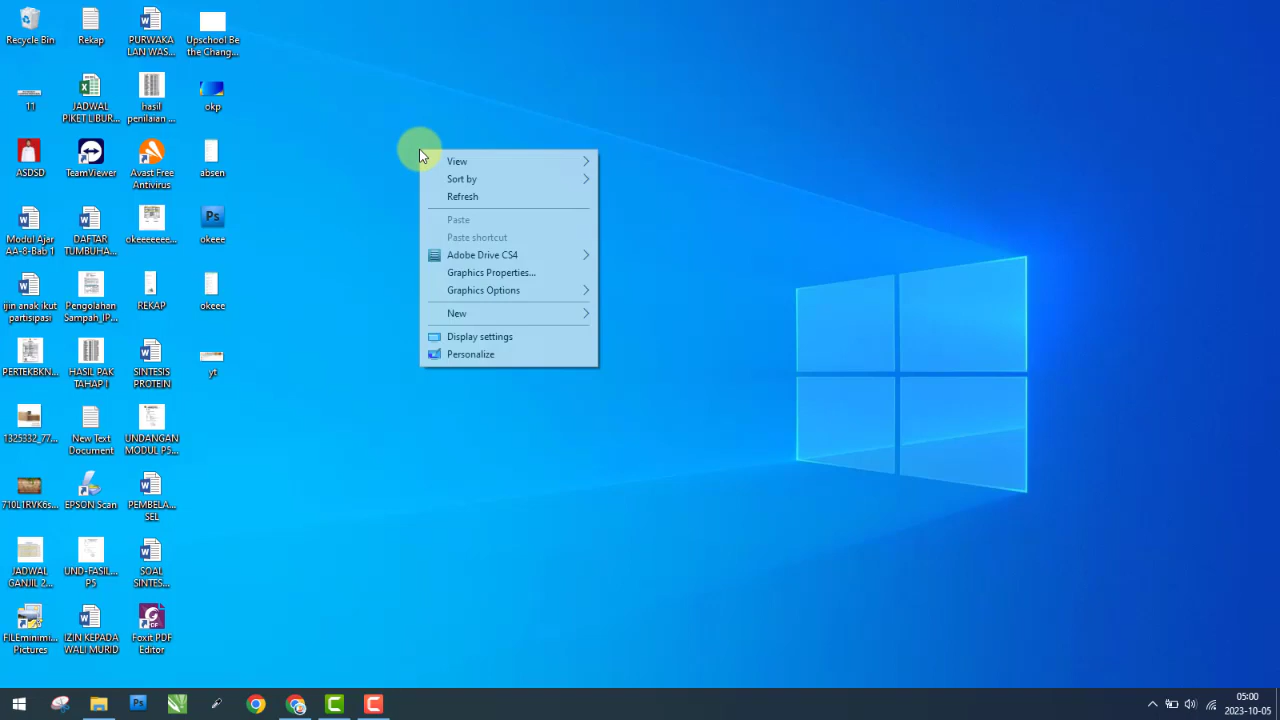 Recycle Bin
Rekap
PURWAKA
LAN WAS...
Upschool Be
the Chang...
11
JADWAL
PIKET LIBUR...
hasil
penilaian ...
okp
ASDSD
TeamViewer
Avast Free
Antivirus
absen
Modul Ajar
AA-8-Bab 1
DAFTAR
TUMBUHA...
okeeeeeee...
okeee
ijin anak ikut
partisipasi
Pengolahan
Sampah_IP...
REKAP
okeee
PERTEKBKN...
HASIL PAK
TAHAP I
SINTESIS
PROTEIN
yt
1325332_77...
New Text
Document
UNDANGAN
MODUL P5...
710L1RVK6s...
EPSON Scan
PEMBELA...
SEL
JADWAL
GANJIL 2...
UND-FASIL...
P5
SOAL
SINTES...
FILEminimi...
Pictures
IZIN KEPADA
WALI MURID
Foxit PDF
Editor
View
Sort by
Refresh
Paste
Paste shortcut
Adobe Drive CS4
Graphics Properties...
Graphics Options
New
Display settings
Personalize
05:00
2023-10-05